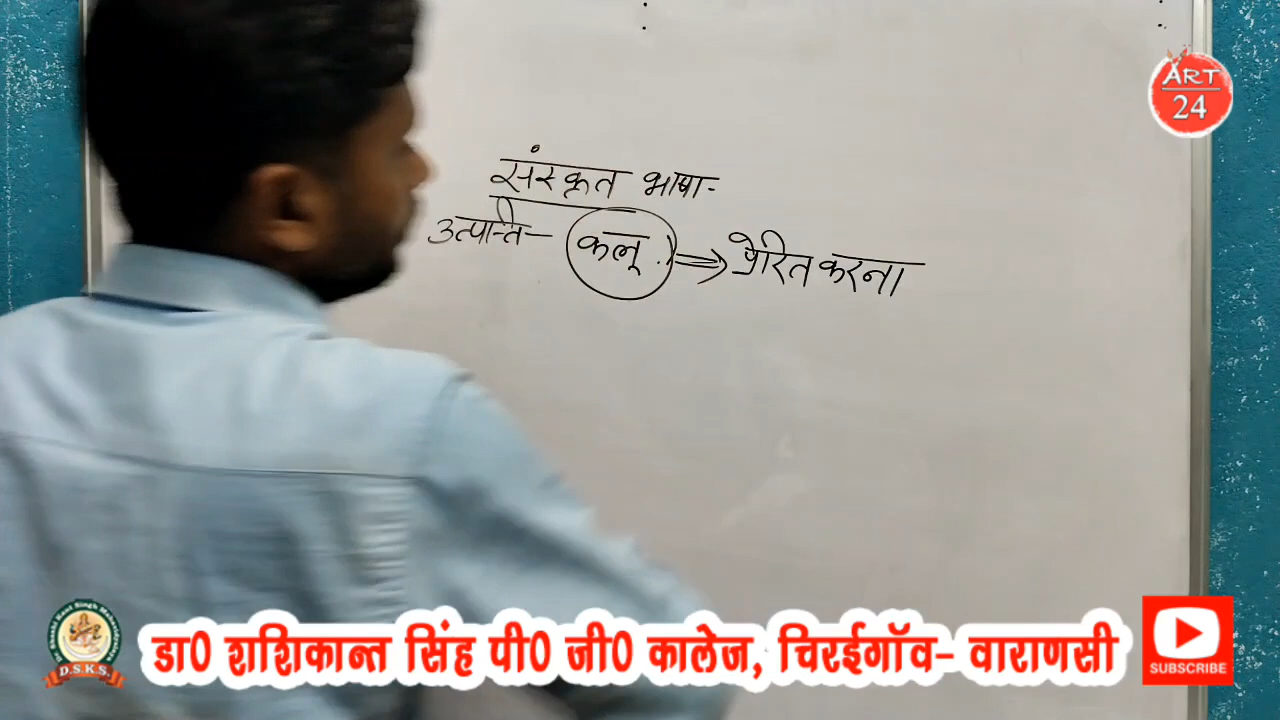 ART
24
संस्कृत भाषा-
उत्पत्ति- कलू ⇒ प्रेरित करना
डा0 शशिकान्त सिंह पी0 जी0 कालेज, चिरईगॉव- वाराणसी
D.S.K.S.
SUBSCRIBE